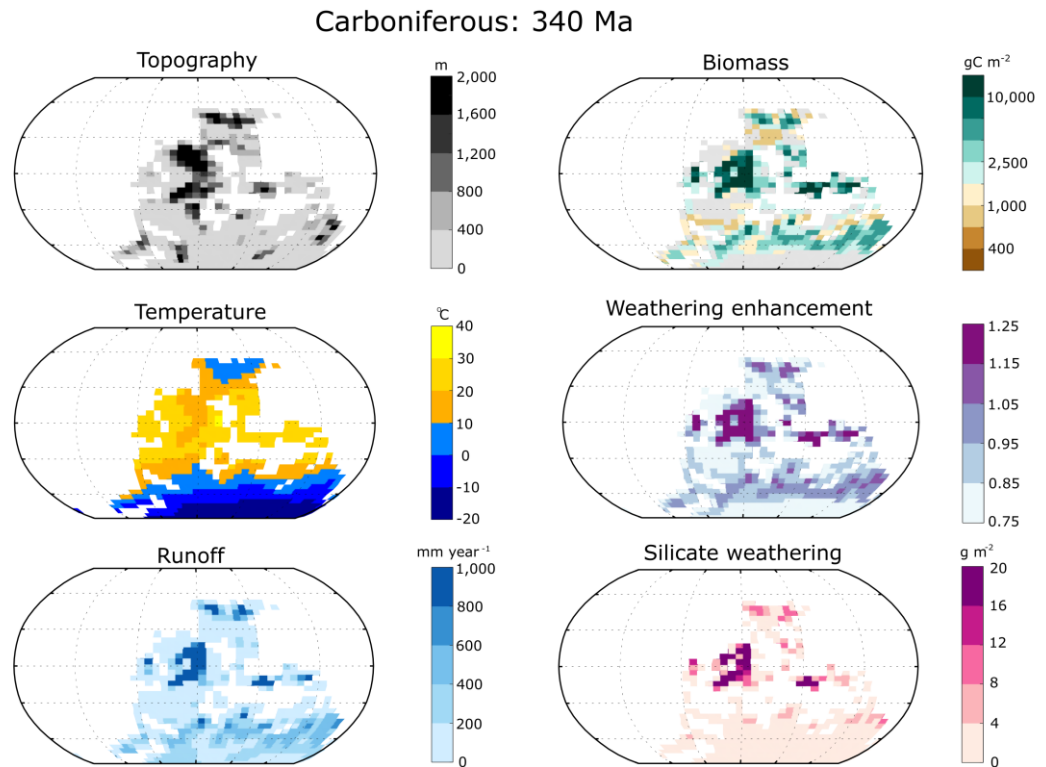 Carboniferous: 340 Ma
Topography
m
2,000
1,600
1,200
800
400
0
Biomass
gC m⁻²
10,000
2,500
1,000
400
Temperature
°C
40
30
20
10
0
-10
-20
Weathering enhancement
1.25
1.15
1.05
0.95
0.85
0.75
Runoff
mm year⁻¹
1,000
800
600
400
200
0
Silicate weathering
g m⁻²
20
16
12
8
4
0